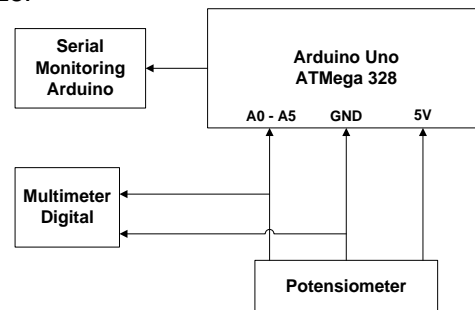 Serial
Monitoring
Arduino
Arduino Uno
ATMega 328
A0 - A5 GND 5V
Multimeter
Digital
Potensiometer